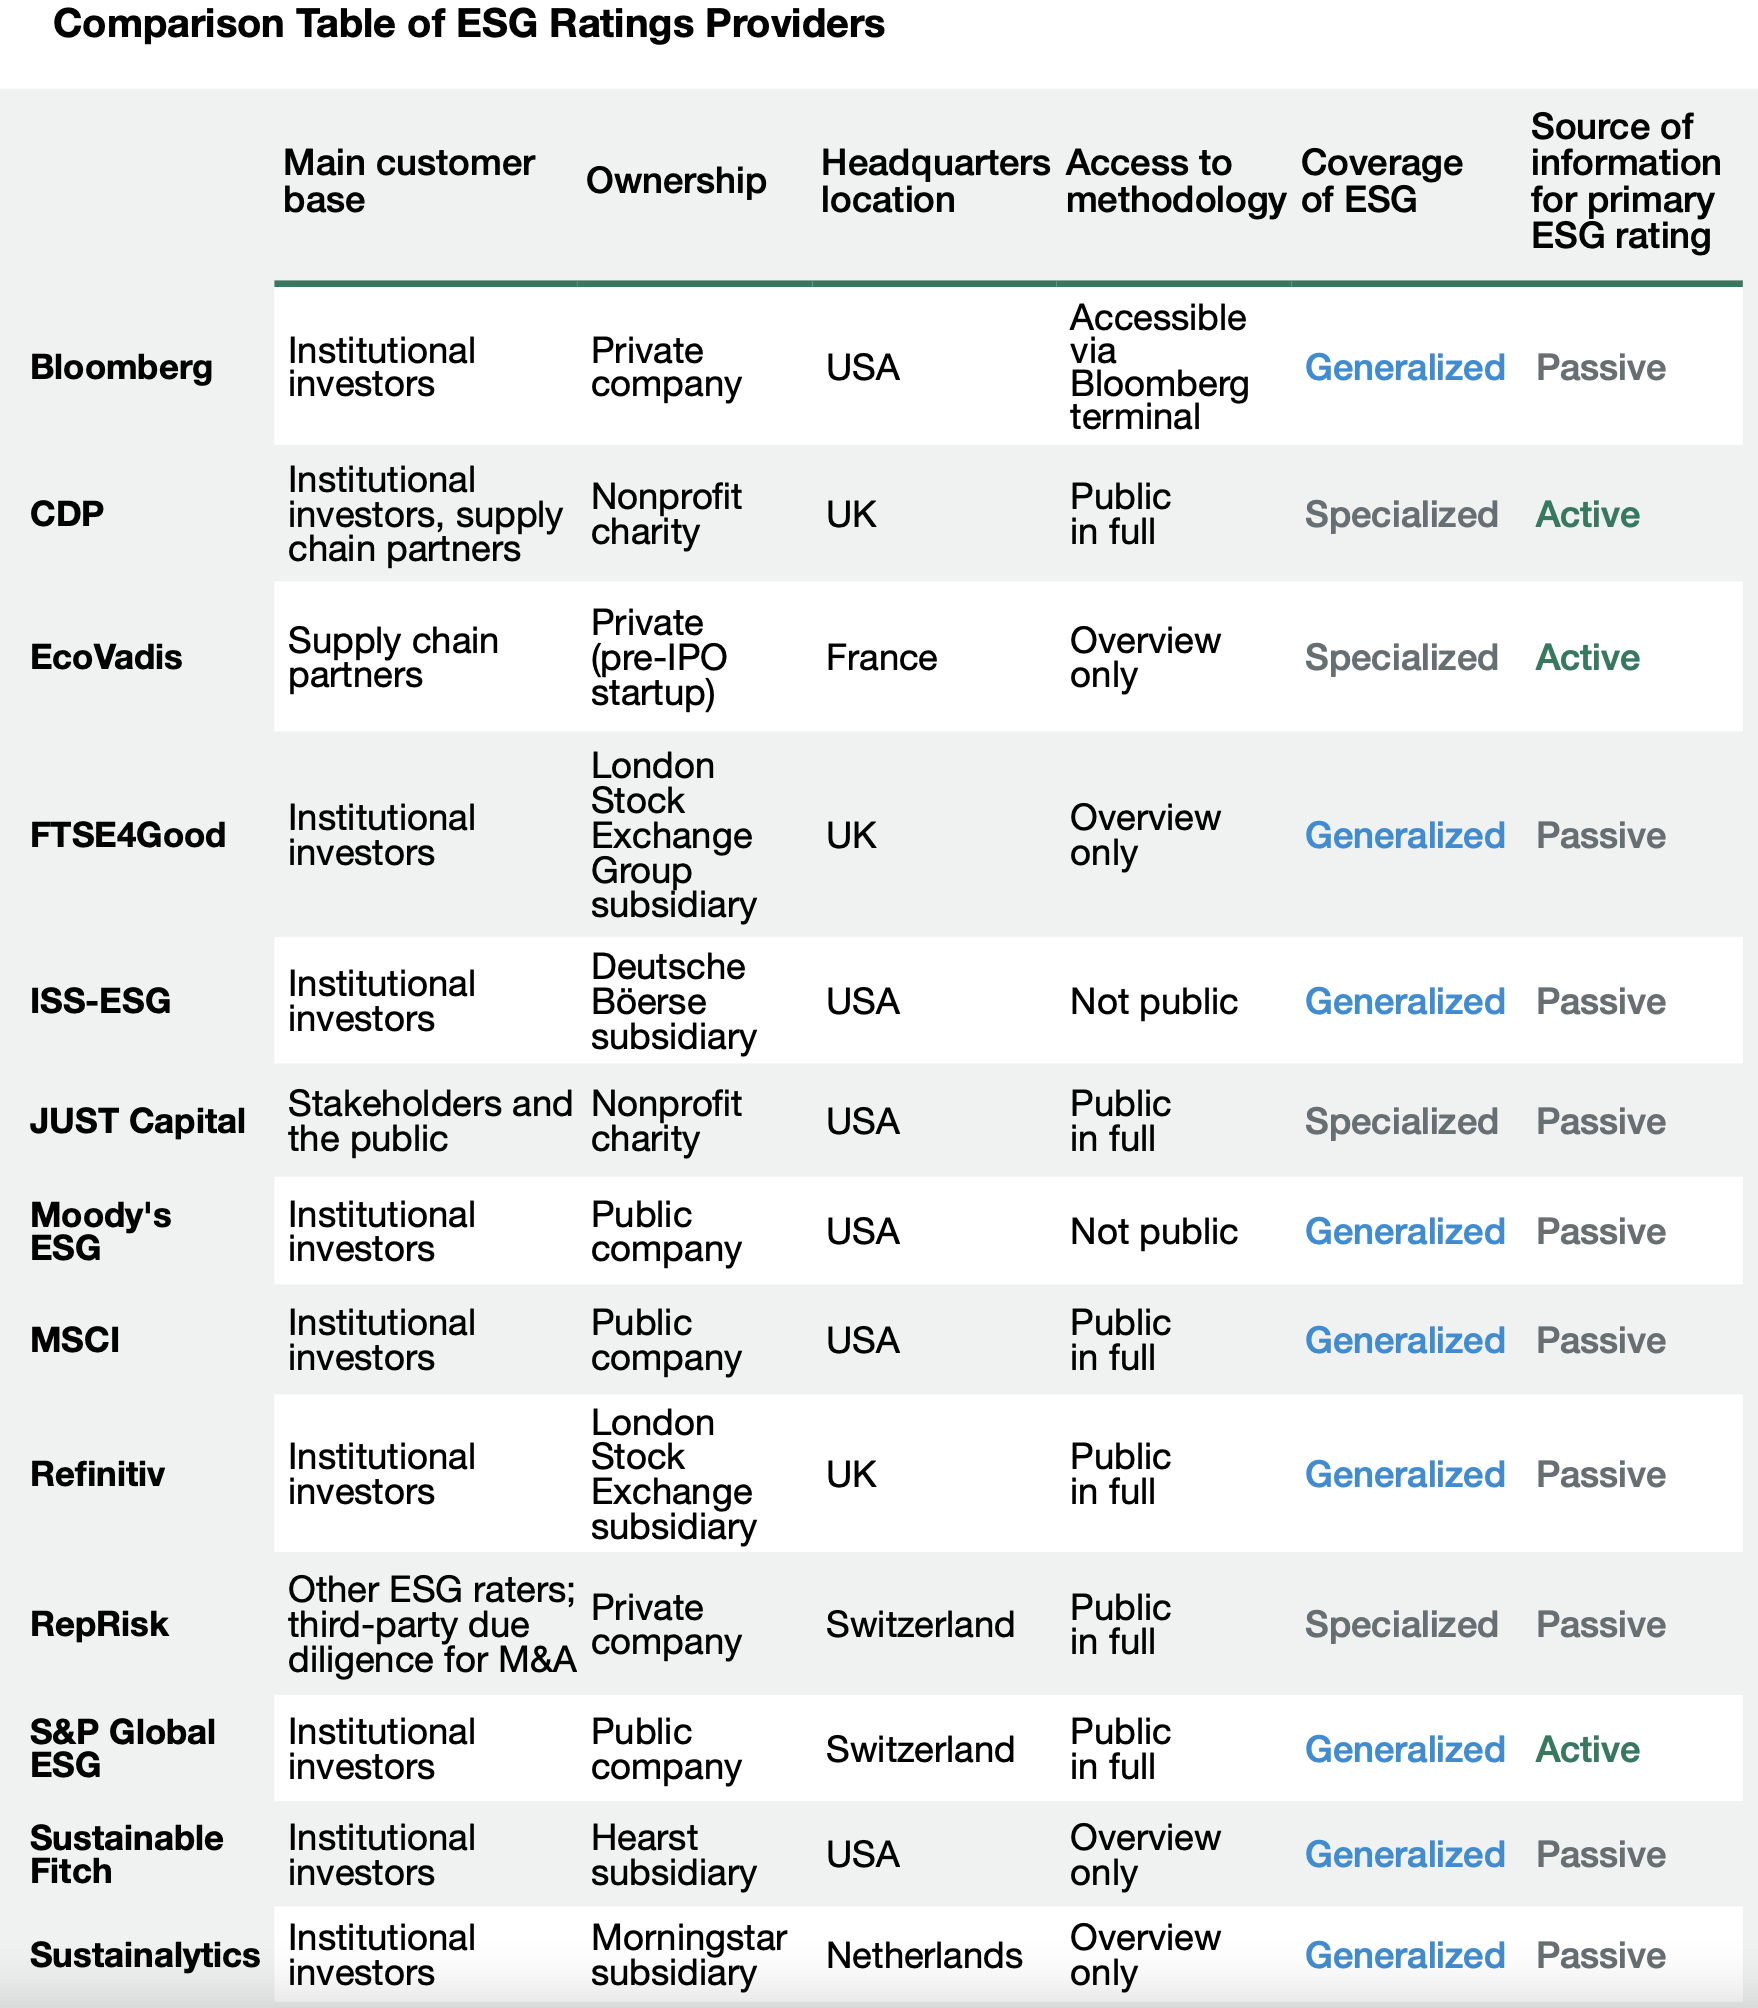 Comparison Table of ESG Ratings Providers
Main customer
base
Ownership
Headquarters
location
Access to
methodology
Coverage
of ESG
Source of
information
for primary
ESG rating
Bloomberg
Institutional
investors
Private
company
USA
Accessible
via
Bloomberg
terminal
Generalized
Passive
CDP
Institutional
investors, supply
chain partners
Nonprofit
charity
UK
Public
in full
Specialized
Active
EcoVadis
Supply chain
partners
Private
(pre-IPO
startup)
France
Overview
only
Specialized
Active
FTSE4Good
Institutional
investors
London
Stock
Exchange
Group
subsidiary
UK
Overview
only
Generalized
Passive
ISS-ESG
Institutional
investors
Deutsche
Böerse
subsidiary
USA
Not public
Generalized
Passive
JUST Capital
Stakeholders and
the public
Nonprofit
charity
USA
Public
in full
Specialized
Passive
Moody's
ESG
Institutional
investors
Public
company
USA
Not public
Generalized
Passive
MSCI
Institutional
investors
Public
company
USA
Public
in full
Generalized
Passive
Refinitiv
Institutional
investors
London
Stock
Exchange
subsidiary
UK
Public
in full
Generalized
Passive
RepRisk
Other ESG raters;
third-party due
diligence for M&A
Private
company
Switzerland
Public
in full
Specialized
Passive
S&P Global
ESG
Institutional
investors
Public
company
Switzerland
Public
in full
Generalized
Active
Sustainable
Fitch
Institutional
investors
Hearst
subsidiary
USA
Overview
only
Generalized
Passive
Sustainalytics
Institutional
investors
Morningstar
subsidiary
Netherlands
Overview
only
Generalized
Passive